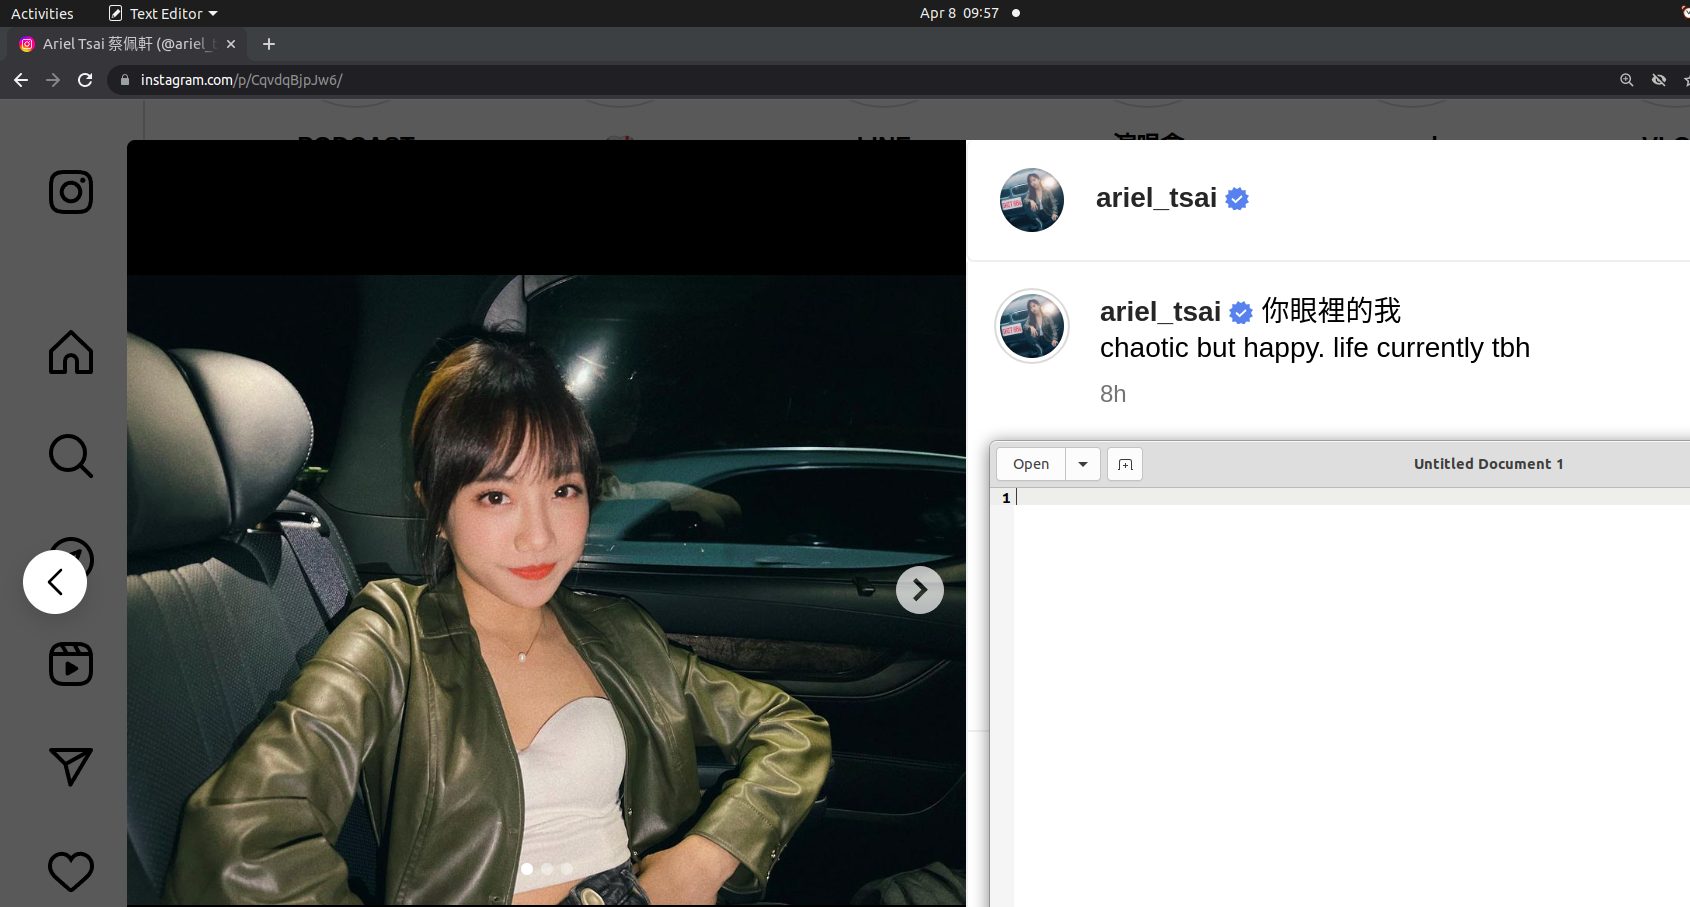 Activities
Text Editor
Apr 8 09:57
Ariel Tsai 蔡佩軒 (@ariel_t
instagram.com/p/CqvdqBjpJw6/
ariel_tsai
ariel_tsai 你眼裡的我
chaotic but happy. life currently tbh
8h
Open
Untitled Document 1
1